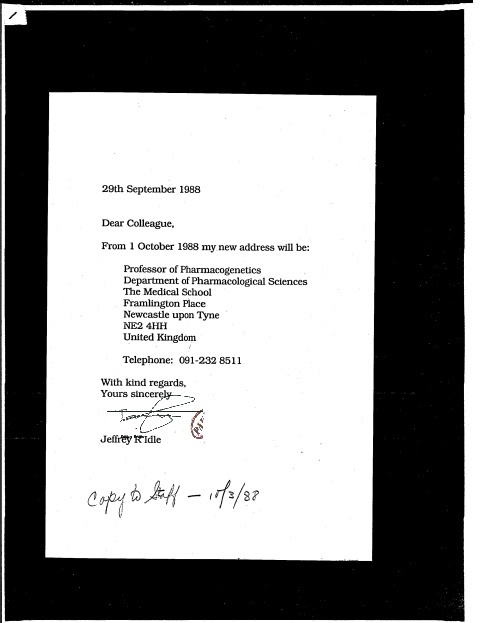 29th September 1988
Dear Colleague,
From 1 October 1988 my new address will be:
Professor of Pharmacogenetics
Department of Pharmacological Sciences
The Medical School
Framlington Place
Newcastle upon Tyne
NE2 4HH
United Kingdom
Telephone: 091-232 8511
With kind regards,
Yours sincerely
Jeffrey R Idle
Copy to Staff – 10/3/88